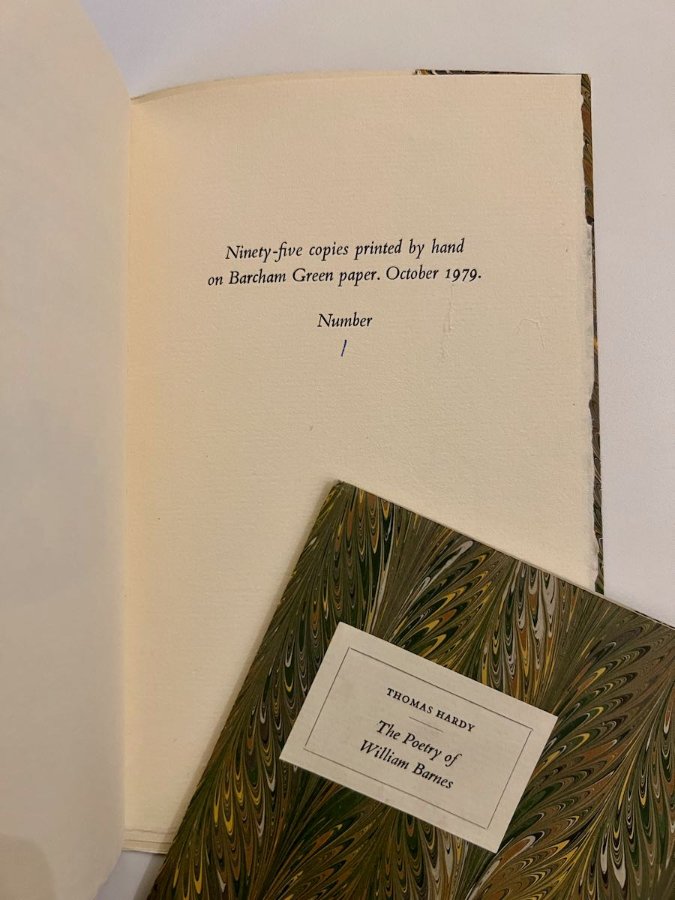 Ninety-five copies printed by hand
on Barcham Green paper. October 1979.
Number
1
THOMAS HARDY
The Poetry of
William Barnes